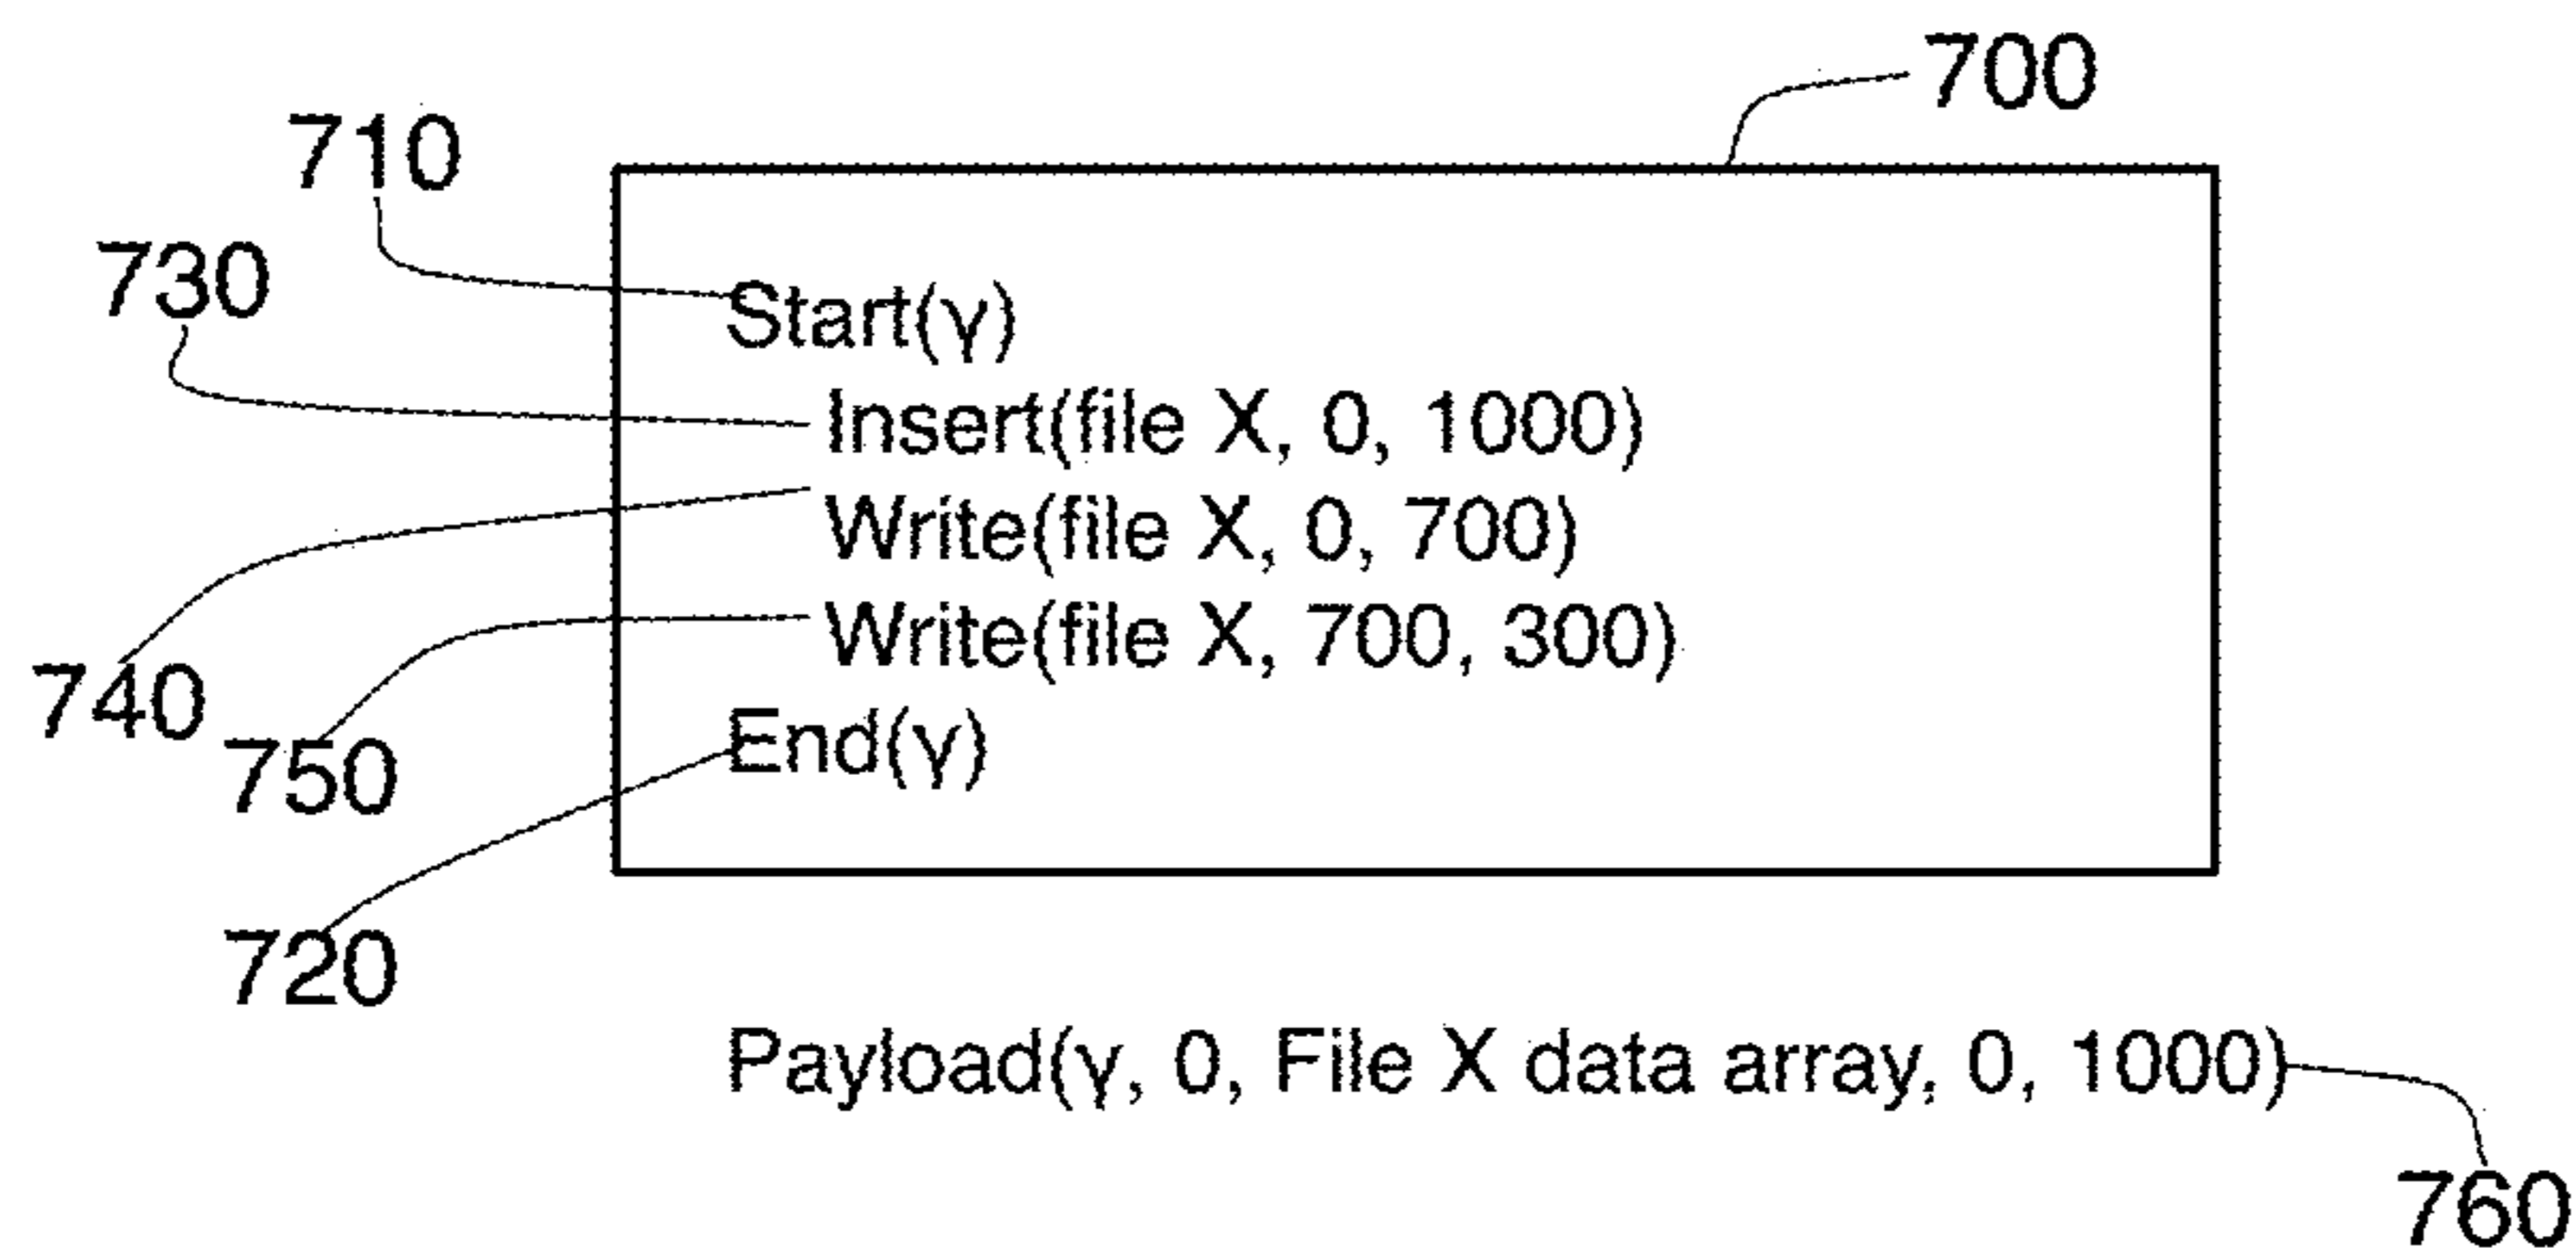 700
710
730
Start(γ)
Insert(file X, 0, 1000)
Write(file X, 0, 700)
Write(file X, 700, 300)
740
End(γ)
750
720
Payload(γ, 0, File X data array, 0, 1000)
760